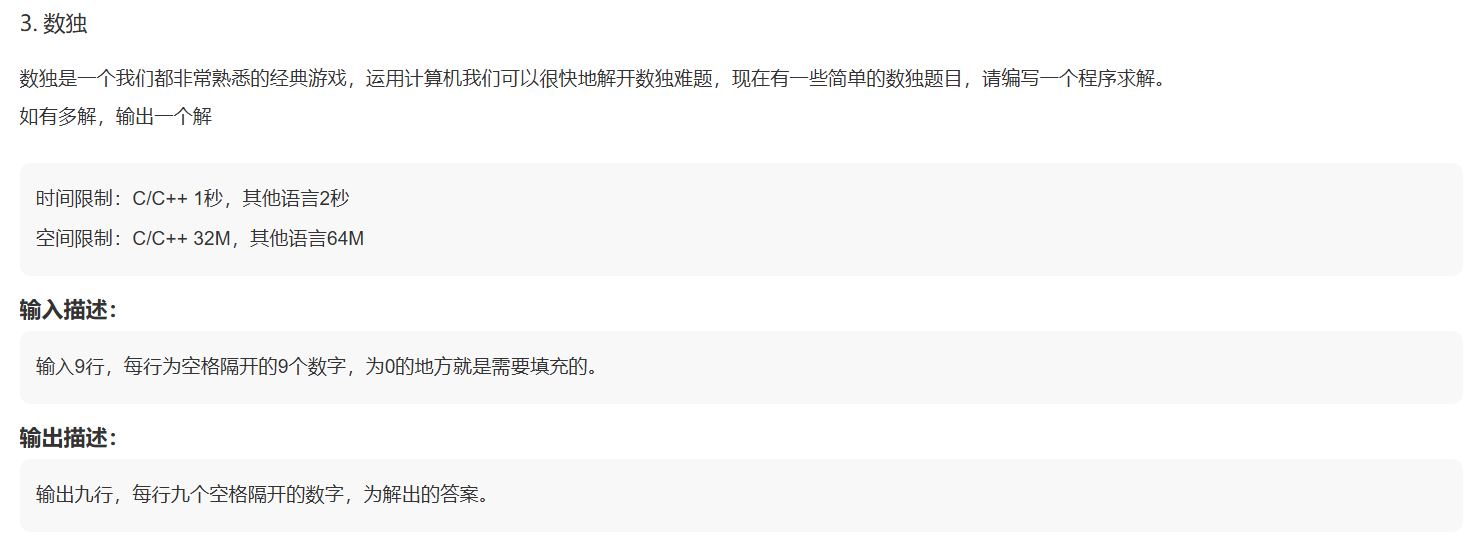 3. 数独
数独是一个我们都非常熟悉的经典游戏，运用计算机我们可以很快地解开数独难题，现在有一些简单的数独题目，请编写一个程序求解。
如有多解，输出一个解
时间限制：C/C++ 1秒，其他语言2秒
空间限制：C/C++ 32M，其他语言64M
输入描述：
输入9行，每行为空格隔开的9个数字，为0的地方就是需要填充的。
输出描述：
输出九行，每行九个空格隔开的数字，为解出的答案。